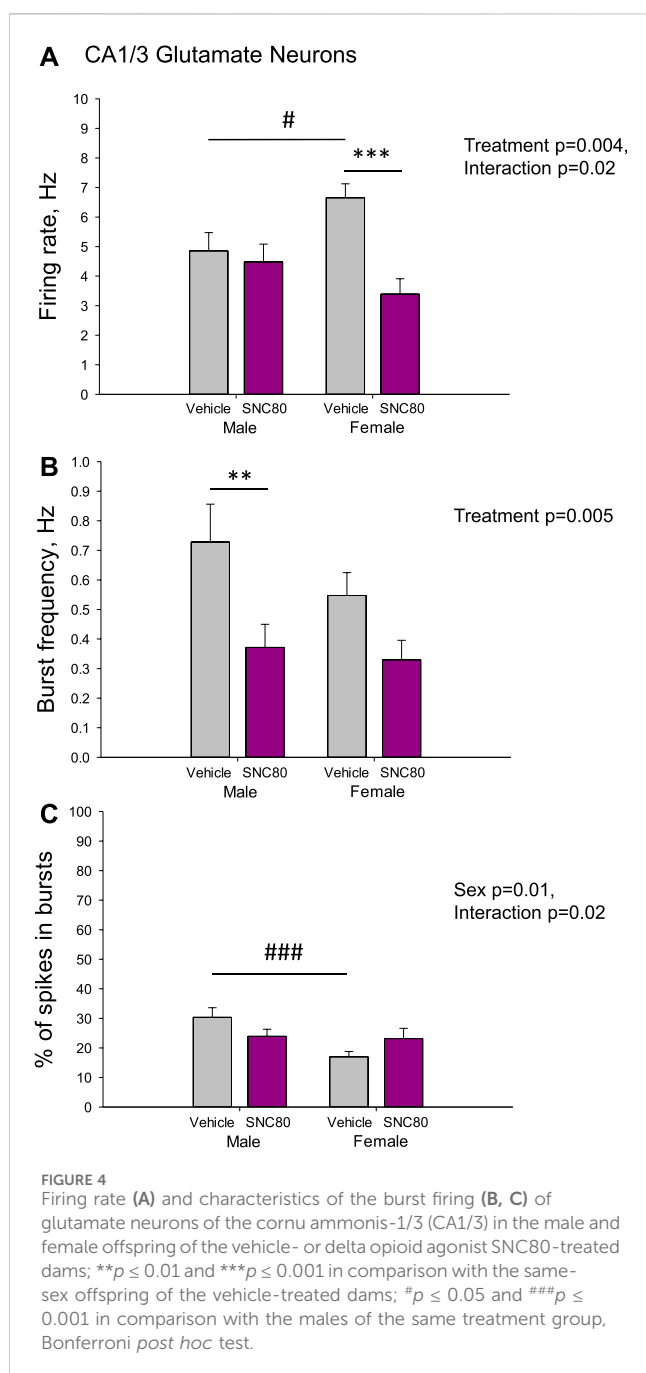 A CA1/3 Glutamate Neurons
10
9
8
7
6
5
4
3
2
1
0
Firing rate, Hz
#
***
Treatment p=0.004,
Interaction p=0.02
Vehicle SNC80 Vehicle SNC80
Male Female
B
1.0
0.9
0.8
0.7
0.6
0.5
0.4
0.3
0.2
0.1
0.0
Burst frequency, Hz
**
Treatment p=0.005
Vehicle SNC80 Vehicle SNC80
Male Female
C
100
90
80
70
60
50
40
30
20
10
0
% of spikes in bursts
###
Sex p=0.01,
Interaction p=0.02
Vehicle SNC80 Vehicle SNC80
Male Female
FIGURE 4
Firing rate (A) and characteristics of the burst firing (B, C) of
glutamate neurons of the cornu ammonis-1/3 (CA1/3) in the male and
female offspring of the vehicle- or delta opioid agonist SNC80-treated
dams; **p ≤ 0.01 and ***p ≤ 0.001 in comparison with the same-
sex offspring of the vehicle-treated dams; #p ≤ 0.05 and ###p ≤
0.001 in comparison with the males of the same treatment group,
Bonferroni post hoc test.